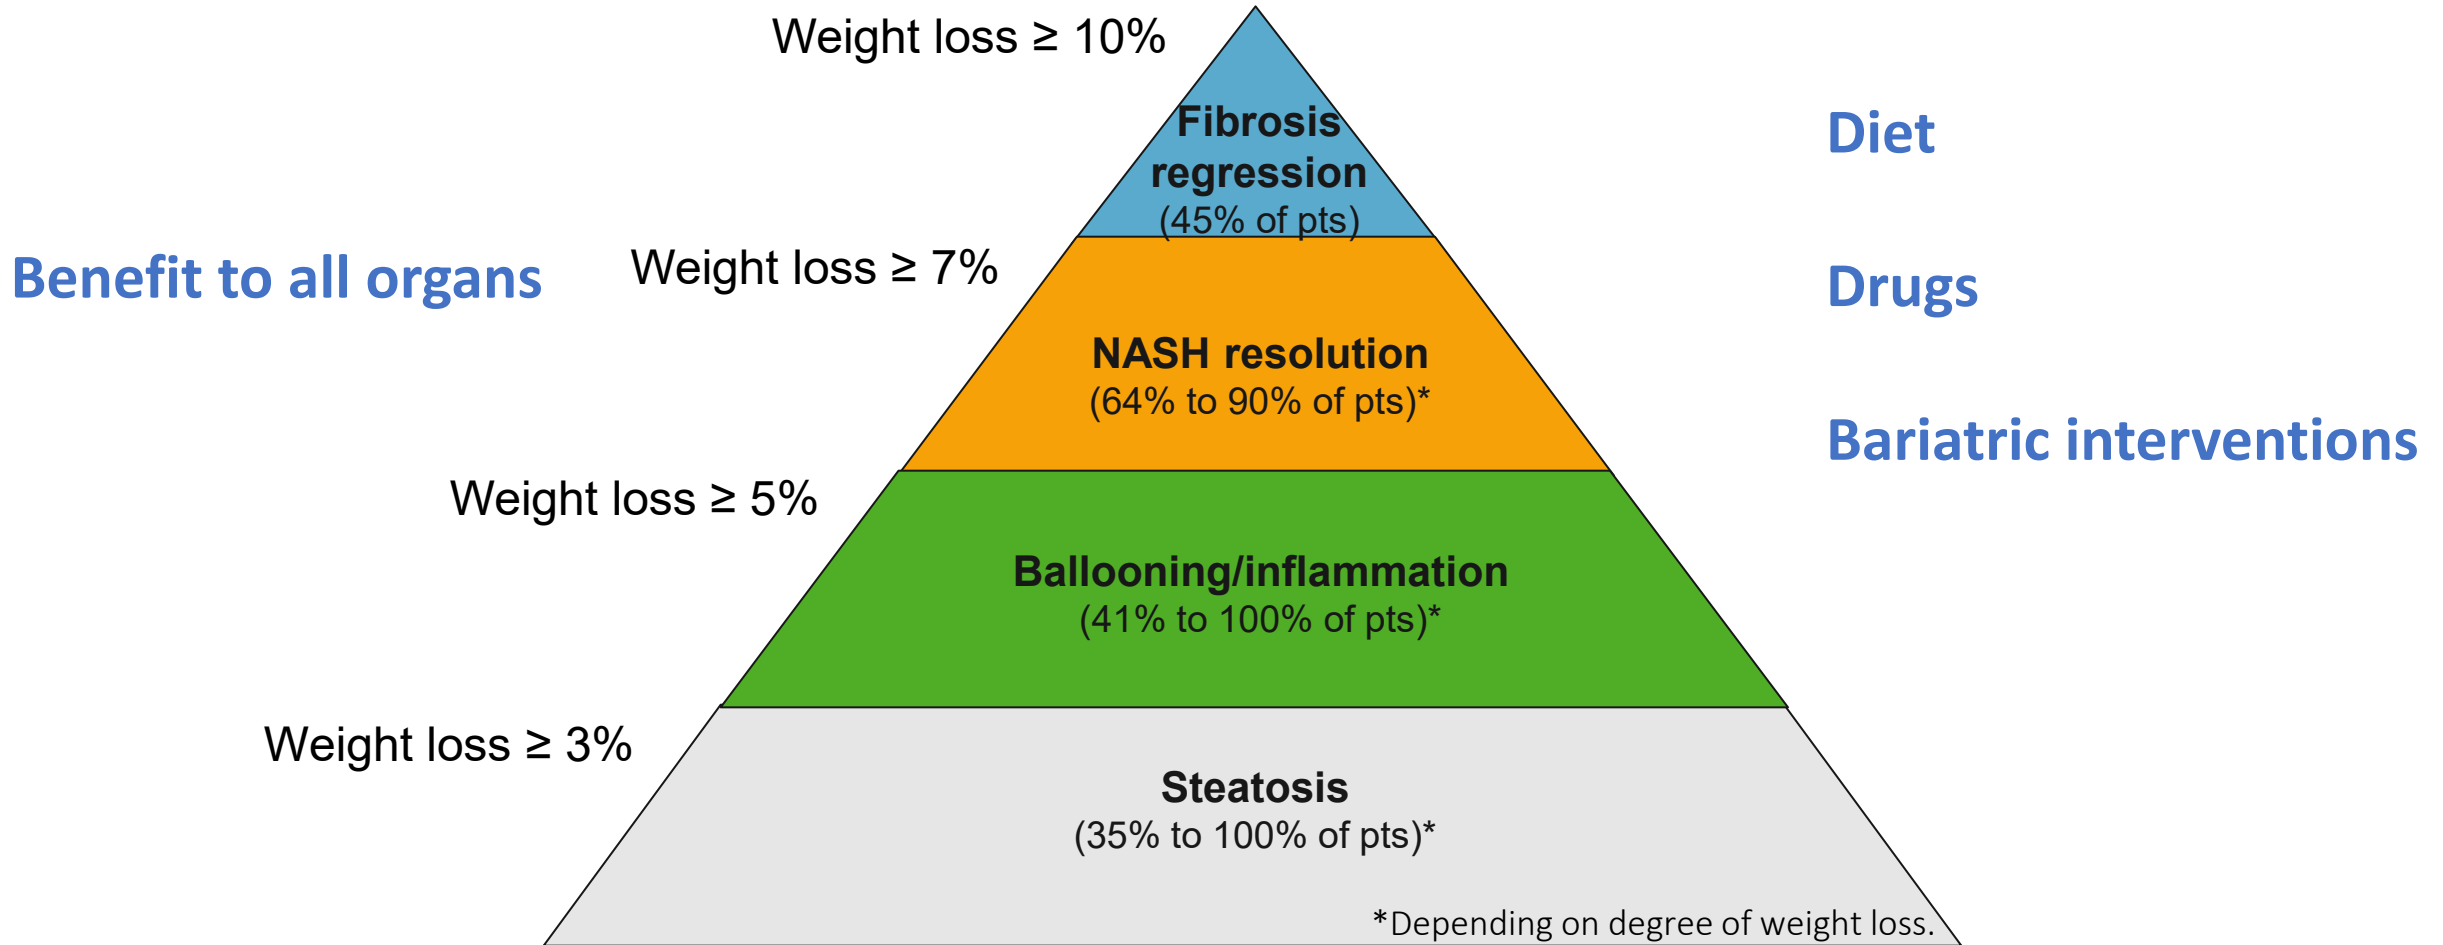 Weight loss ≥ 10%
Fibrosis
regression
(45% of pts)
Diet
Benefit to all organs
Weight loss ≥ 7%
Drugs
NASH resolution
(64% to 90% of pts)*
Bariatric interventions
Weight loss ≥ 5%
Ballooning/inflammation
(41% to 100% of pts)*
Weight loss ≥ 3%
Steatosis
(35% to 100% of pts)*
*Depending on degree of weight loss.